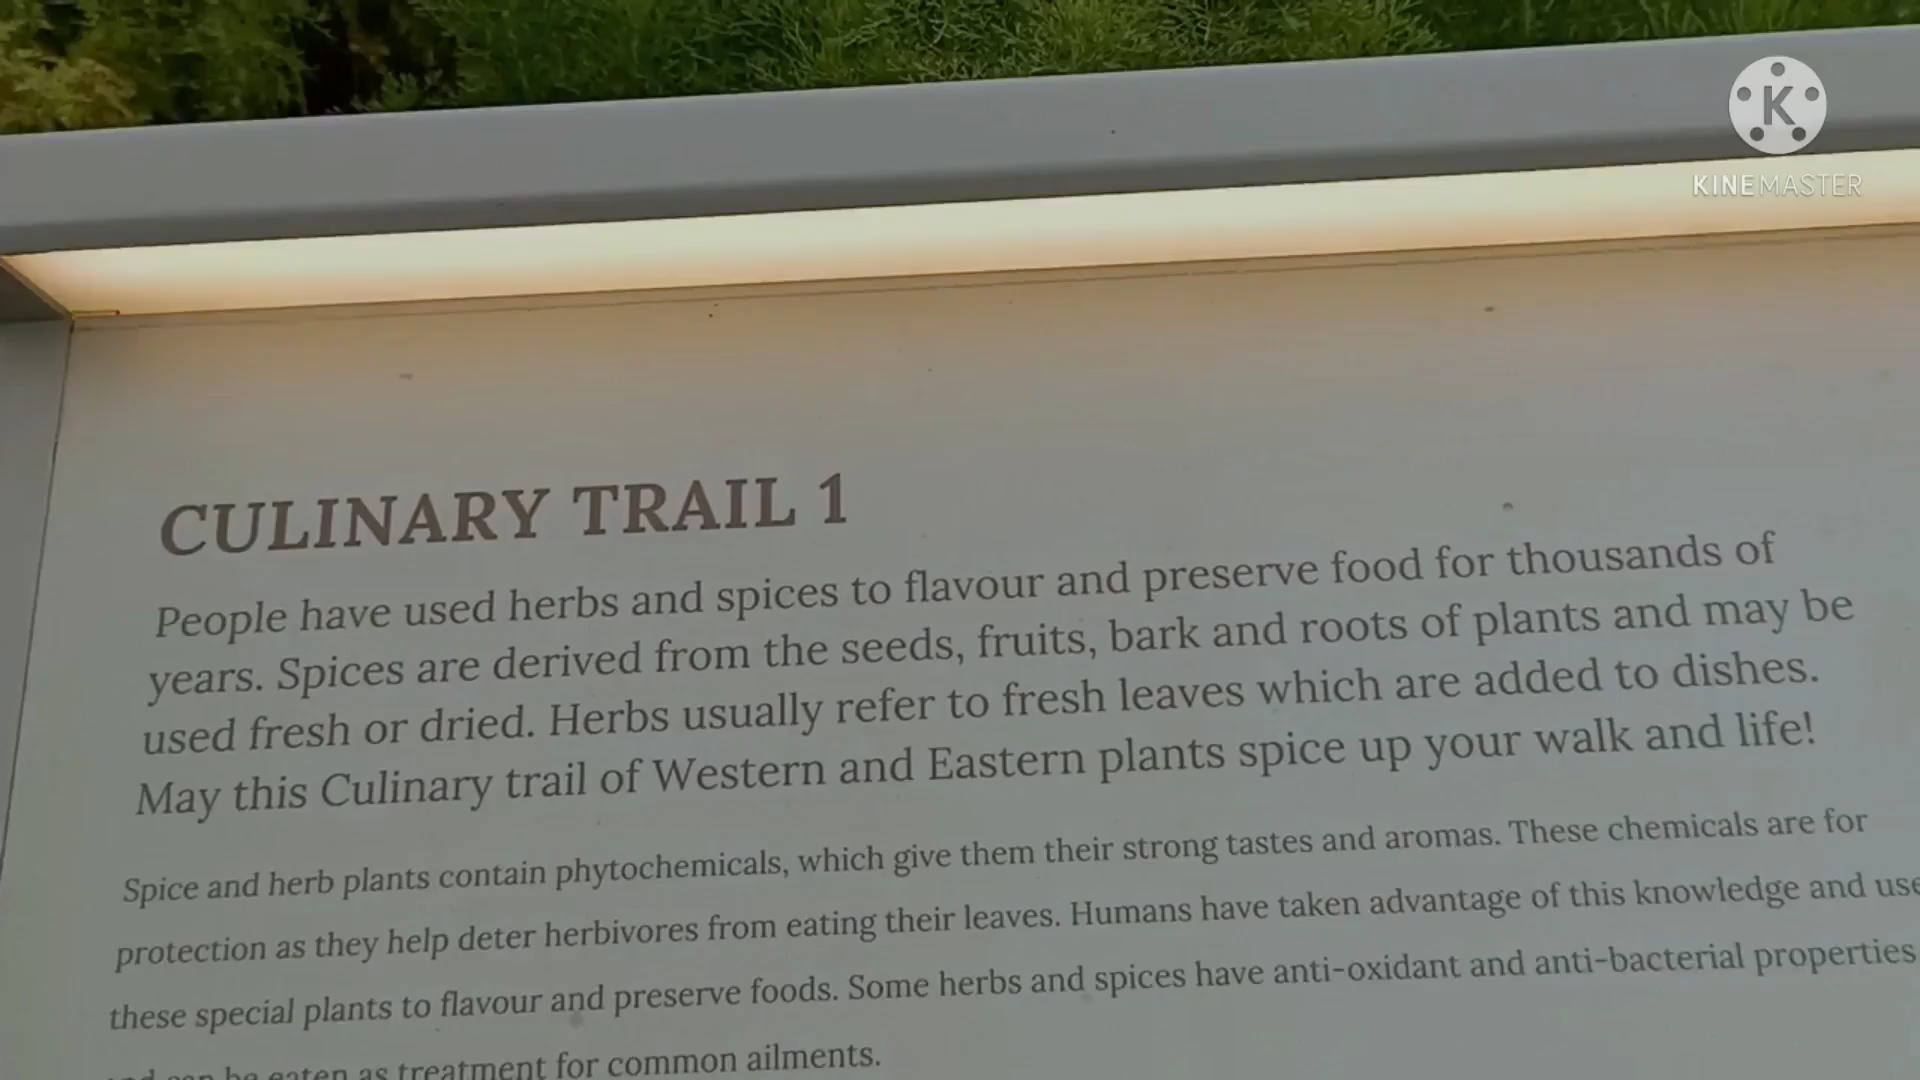 K
KINEMASTER
CULINARY TRAIL 1
People have used herbs and spices to flavour and preserve food for thousands of
years. Spices are derived from the seeds, fruits, bark and roots of plants and may be
used fresh or dried. Herbs usually refer to fresh leaves which are added to dishes.
May this Culinary trail of Western and Eastern plants spice up your walk and life!
Spice and herb plants contain phytochemicals, which give them their strong tastes and aromas. These chemicals are for
protection as they help deter herbivores from eating their leaves. Humans have taken advantage of this knowledge and use
these special plants to flavour and preserve foods. Some herbs and spices have anti-oxidant and anti-bacterial properties
and can be eaten as treatment for common ailments.